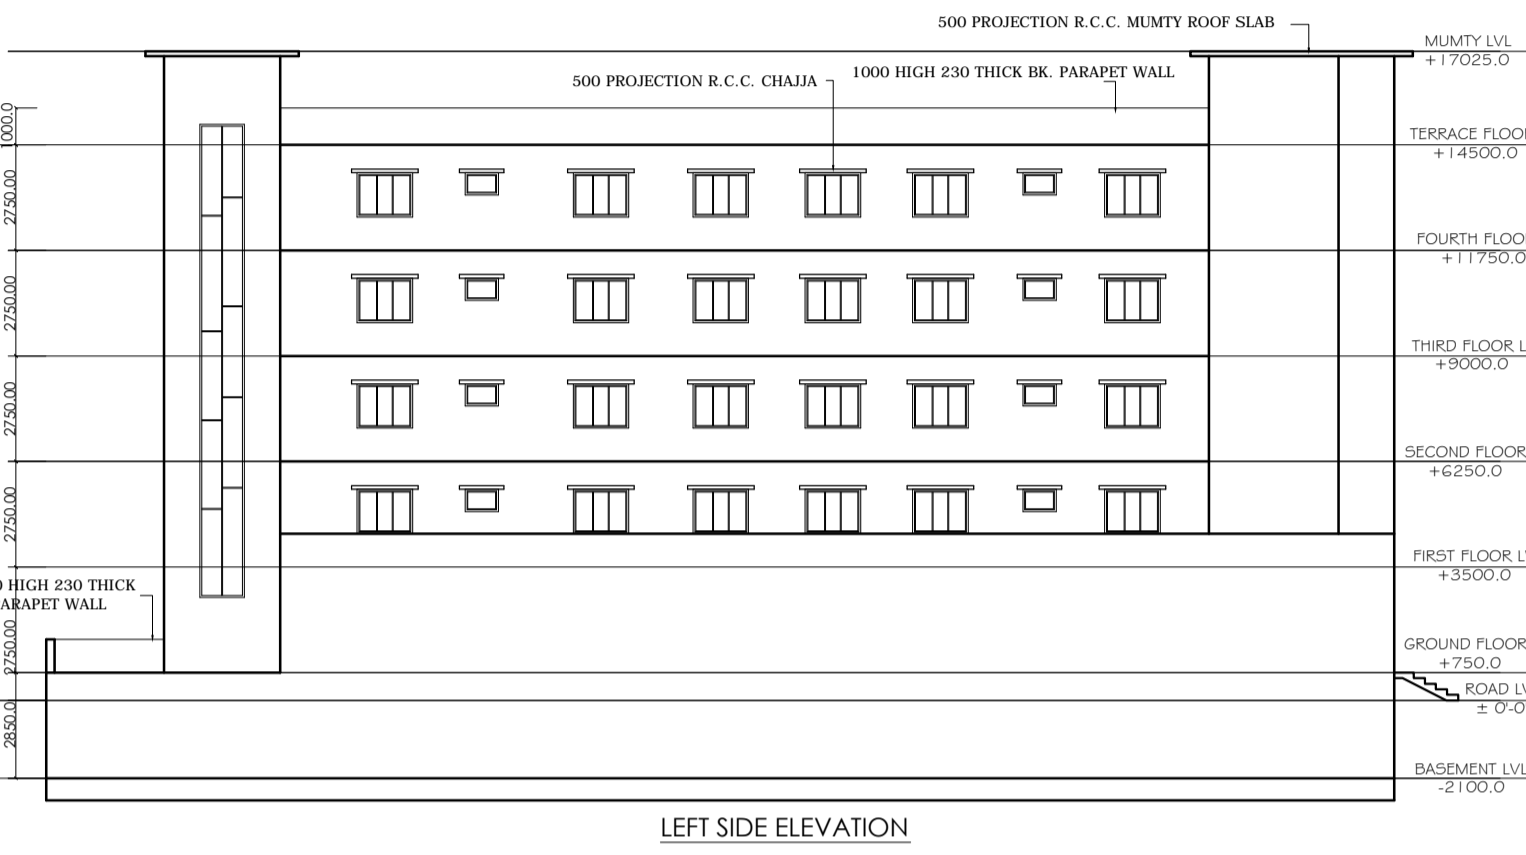 500 PROJECTION R.C.C. MUMTY ROOF SLAB
MUMTY LVL
+17025.0
500 PROJECTION R.C.C. CHAJJA
1000 HIGH 230 THICK BK. PARAPET WALL
1000.0
TERRACE FLOO
+14500.0
2750.00
FOURTH FLOO
+11750.0
2750.00
THIRD FLOOR L
+9000.0
2750.00
SECOND FLOOR
+6250.0
2750.00
FIRST FLOOR L
+3500.0
HIGH 230 THICK
ARAPET WALL
2750.00
GROUND FLOOR
+750.0
ROAD LV
± 0'-0
2850.0
BASEMENT LVL
-2100.0
LEFT SIDE ELEVATION